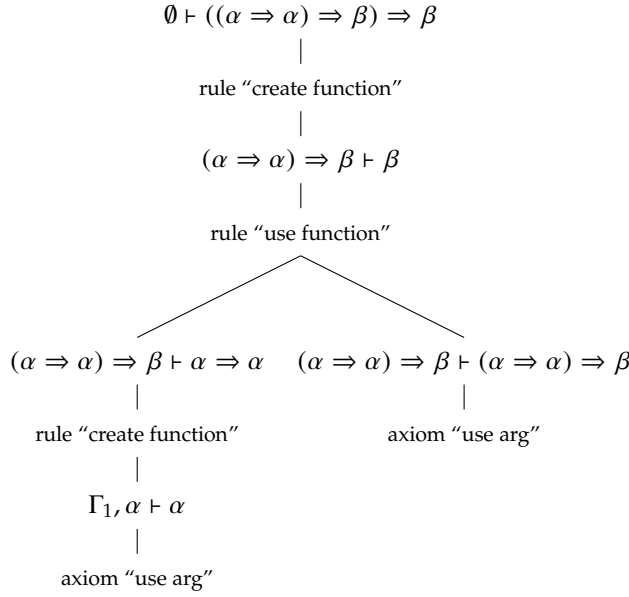 ∅ ⊢ ((α ⇒ α) ⇒ β) ⇒ β
rule “create function”
(α ⇒ α) ⇒ β ⊢ β
rule “use function”
(α ⇒ α) ⇒ β ⊢ α ⇒ α (α ⇒ α) ⇒ β ⊢ (α ⇒ α) ⇒ β
rule “create function” axiom “use arg”
Γ₁, α ⊢ α
axiom “use arg”